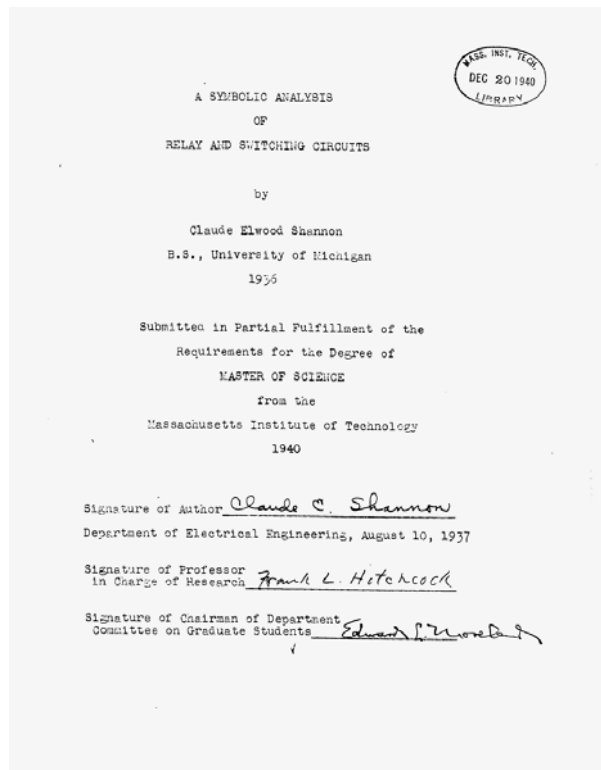 MASS. INST. TECH.
DEC 20 1940
LIBRARY
A SYMBOLIC ANALYSIS
OF
RELAY AND SWITCHING CIRCUITS
by
Claude Elwood Shannon
B.S., University of Michigan
1936
Submitted in Partial Fulfillment of the
Requirements for the Degree of
MASTER OF SCIENCE
from the
Massachusetts Institute of Technology
1940
Signature of Author Claude E. Shannon
Department of Electrical Engineering, August 10, 1937
Signature of Professor
in Charge of Research Frank L. Hitchcock
Signature of Chairman of Department
Committee on Graduate Students Edward L. Moreland